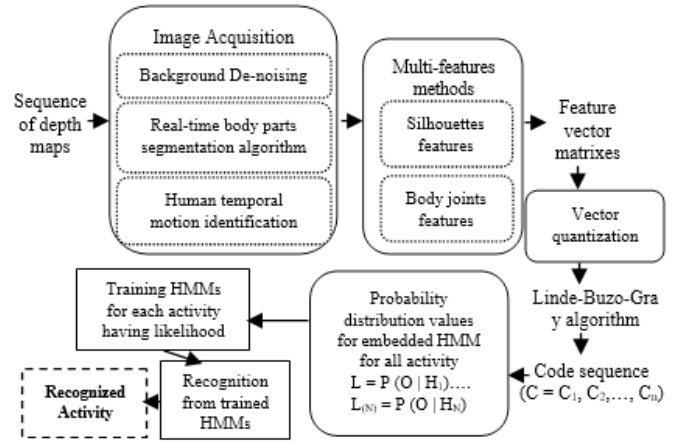 Sequence
of depth
maps
Image Acquisition
Background De-noising
Real-time body parts
segmentation algorithm
Human temporal
motion identification
Multi-features
methods
Silhouettes
features
Body joints
features
Feature
vector
matrixes
Vector
quantization
Linde-Buzo-Gra
y algorithm
Code sequence
(C = C₁, C₂,…, Cₙ)
Probability
distribution values
for embedded HMM
for all activity
L = P (O | H₁)….
L₍N₎ = P (O | H_N)
Training HMMs
for each activity
having likelihood
Recognition
from trained
HMMs
Recognized
Activity